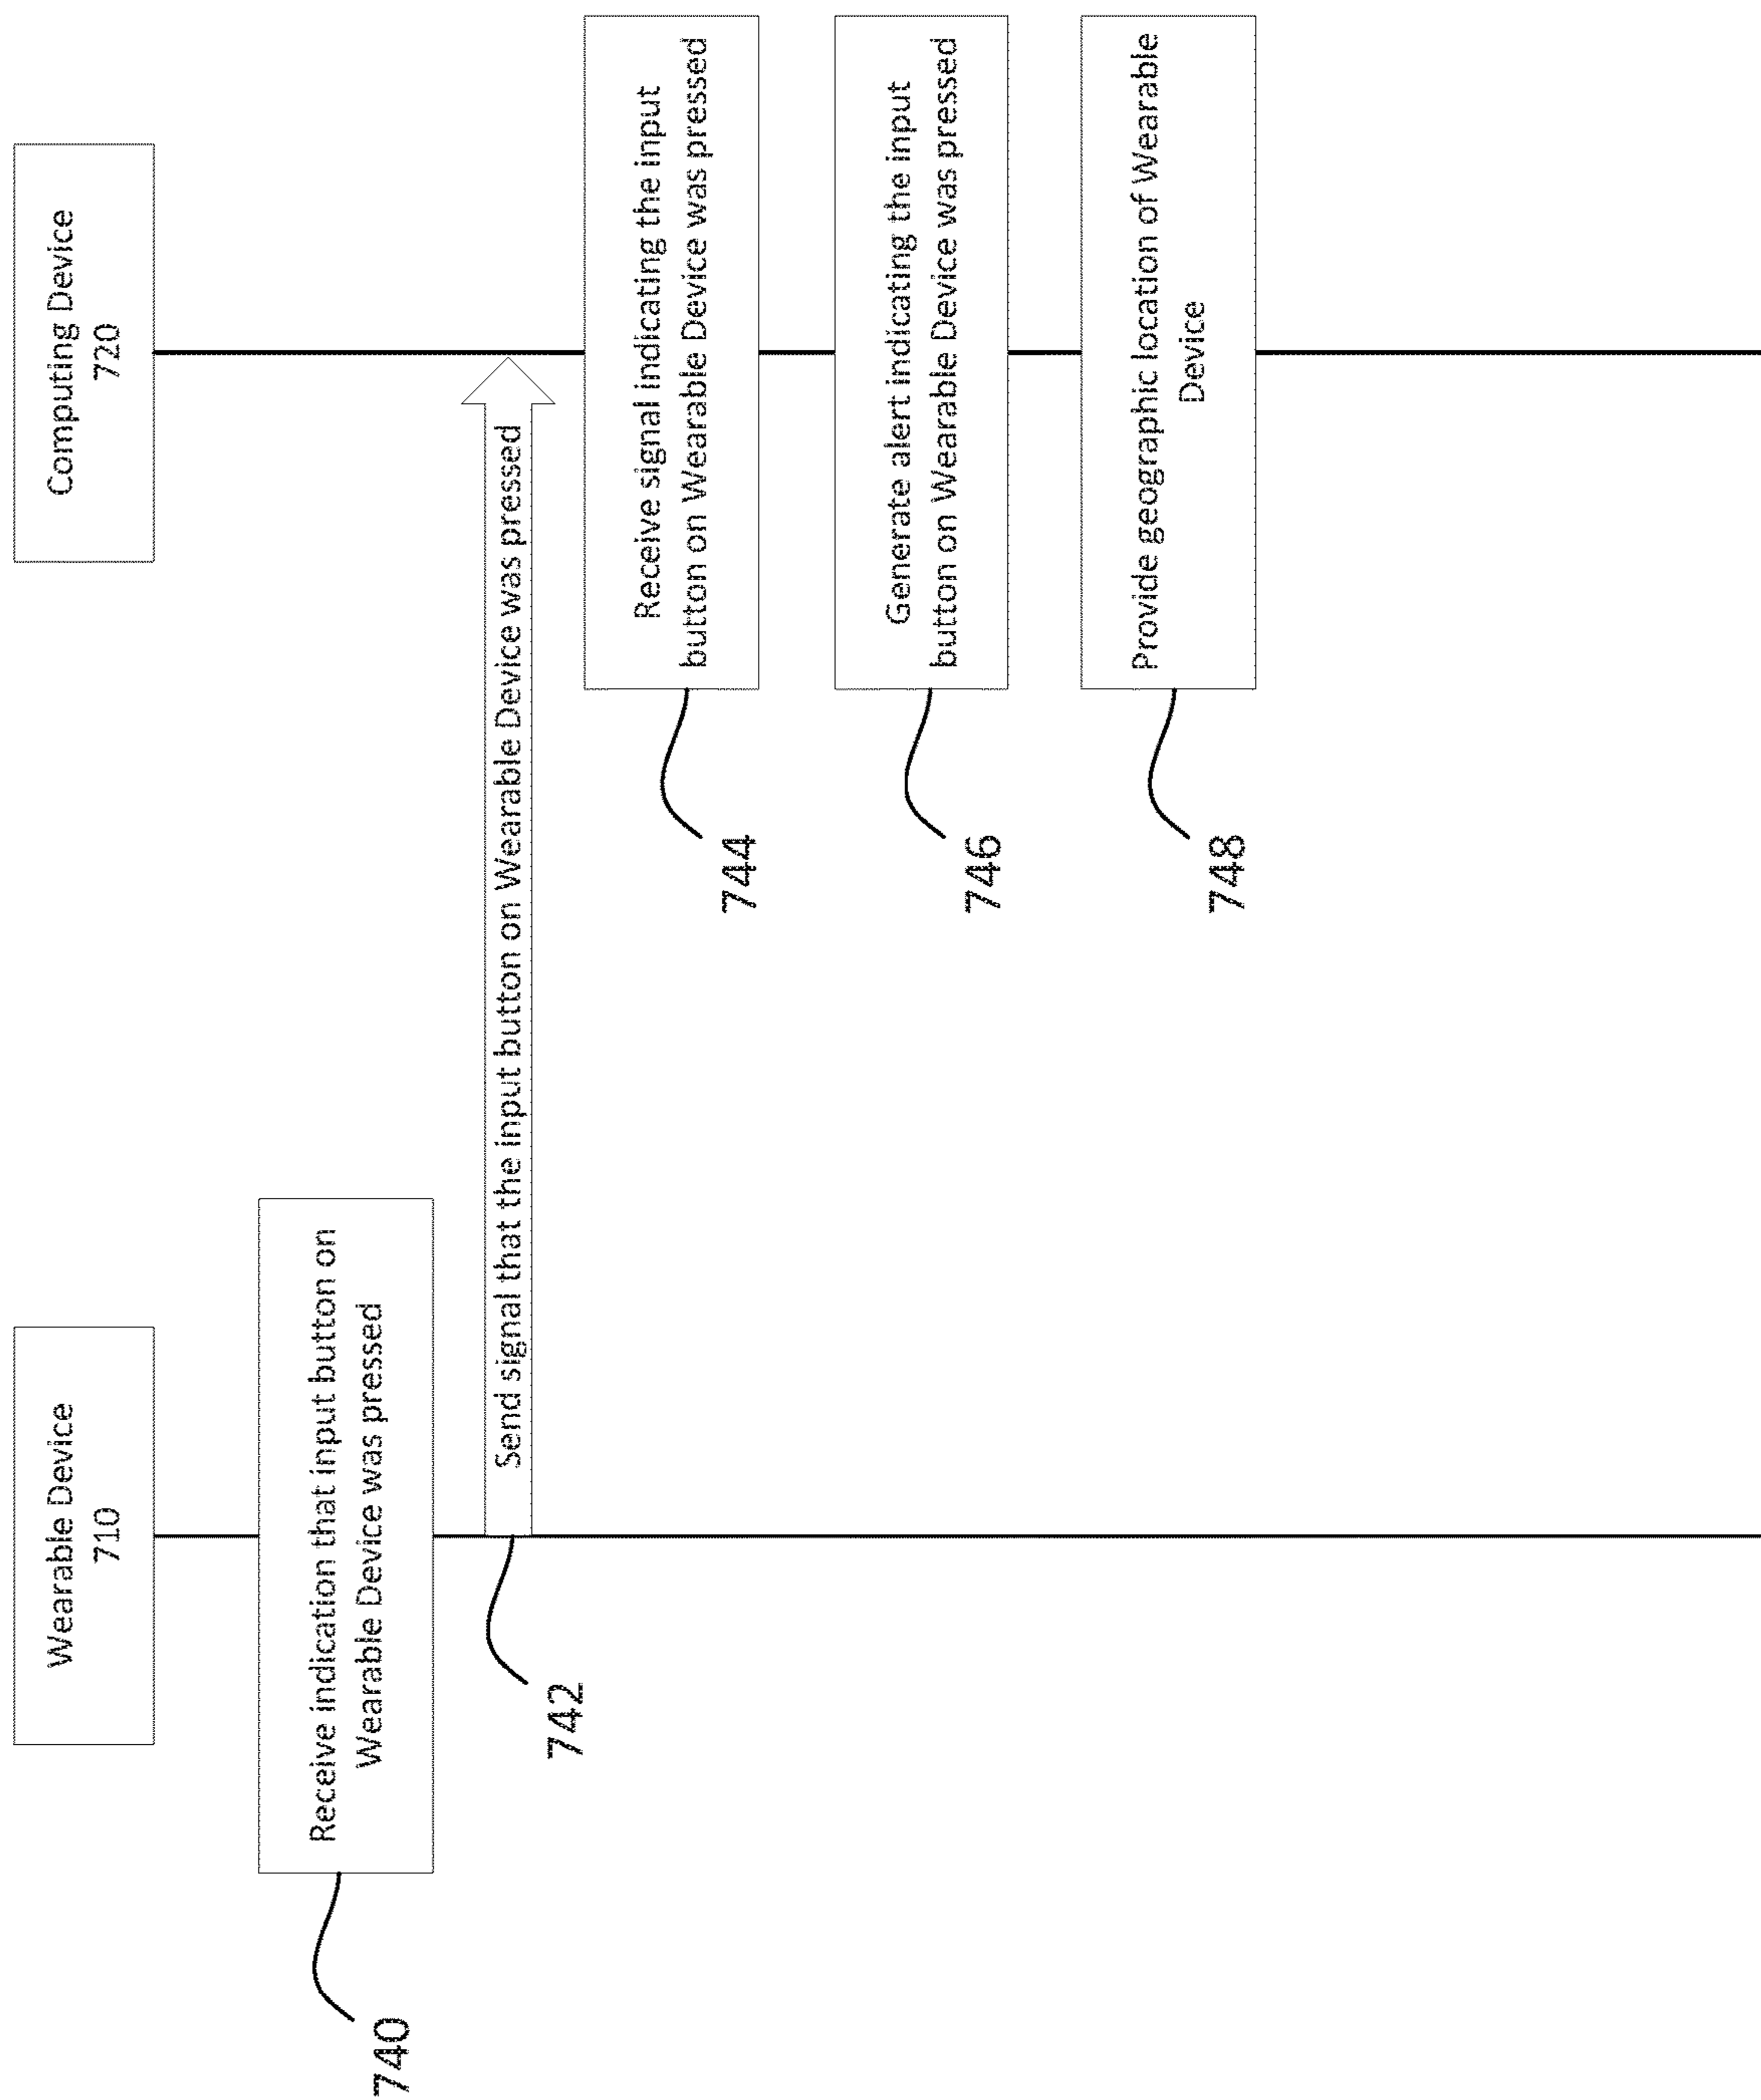 Wearable Device
710
Computing Device
720
Receive indication that input button on
Wearable Device was pressed
740
Send signal that the input button on Wearable Device was pressed
742
Receive signal indicating the input
button on Wearable Device was pressed
744
Generate alert indicating the input
button on Wearable Device was pressed
746
Provide geographic location of Wearable
Device
748